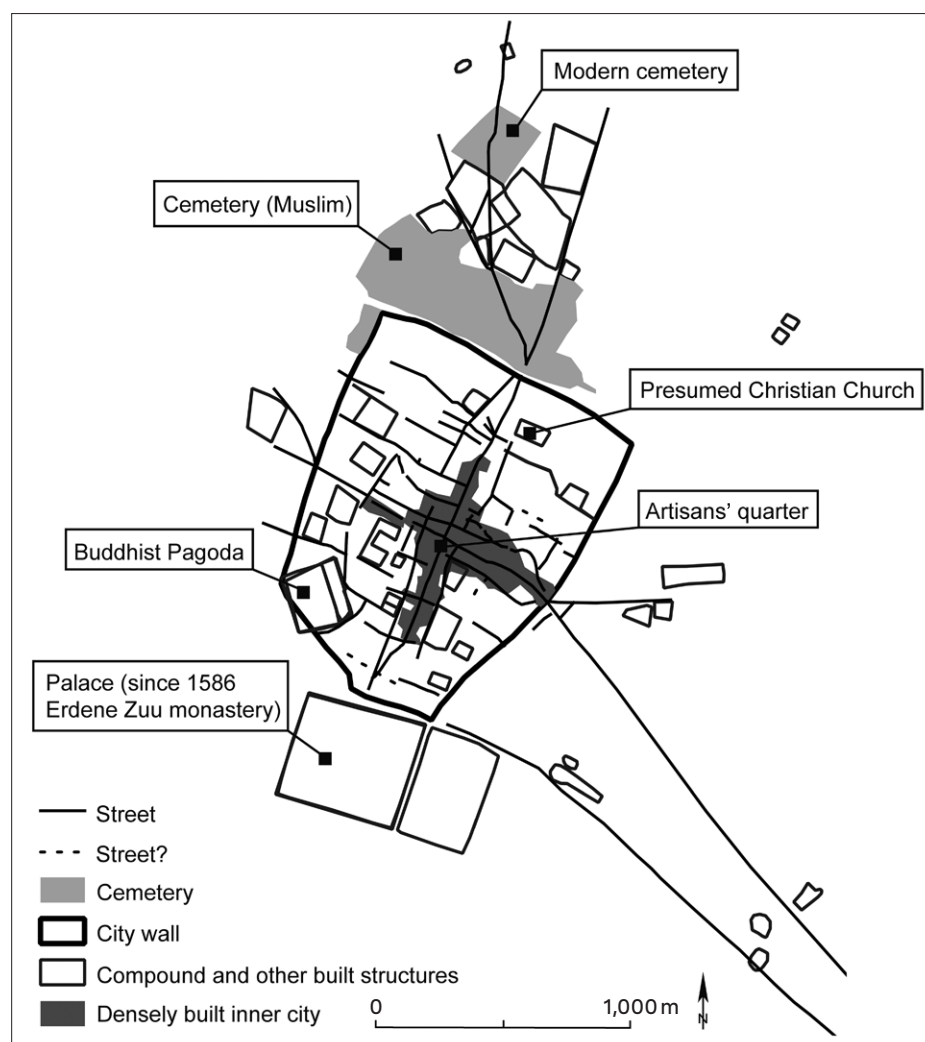 Modern cemetery
Cemetery (Muslim)
Presumed Christian Church
Artisans’ quarter
Buddhist Pagoda
Palace (since 1586
Erdene Zuu monastery)
Street
Street?
Cemetery
City wall
Compound and other built structures
Densely built inner city
0
1,000 m
N